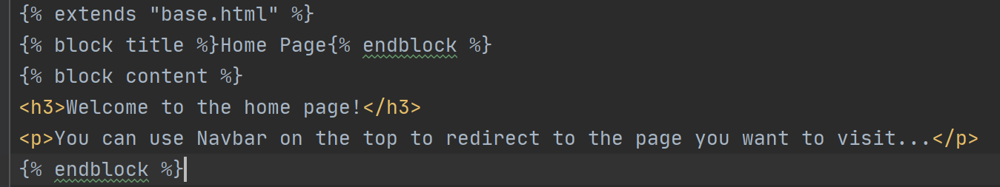 {% extends "base.html" %}
{% block title %}Home Page{% endblock %}
{% block content %}
<h3>Welcome to the home page!</h3>
<p>You can use Navbar on the top to redirect to the page you want to visit...</p>
{% endblock %}